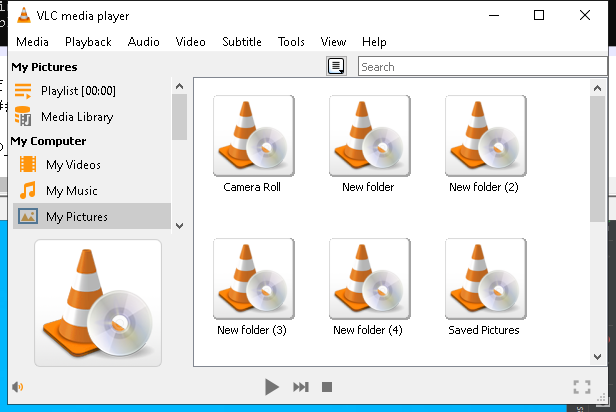 VLC media player
Media Playback Audio Video Subtitle Tools View Help
My Pictures
Search
Playlist [00:00]
Media Library
My Computer
My Videos
My Music
My Pictures
Camera Roll New folder New folder (2)
New folder (3) New folder (4) Saved Pictures